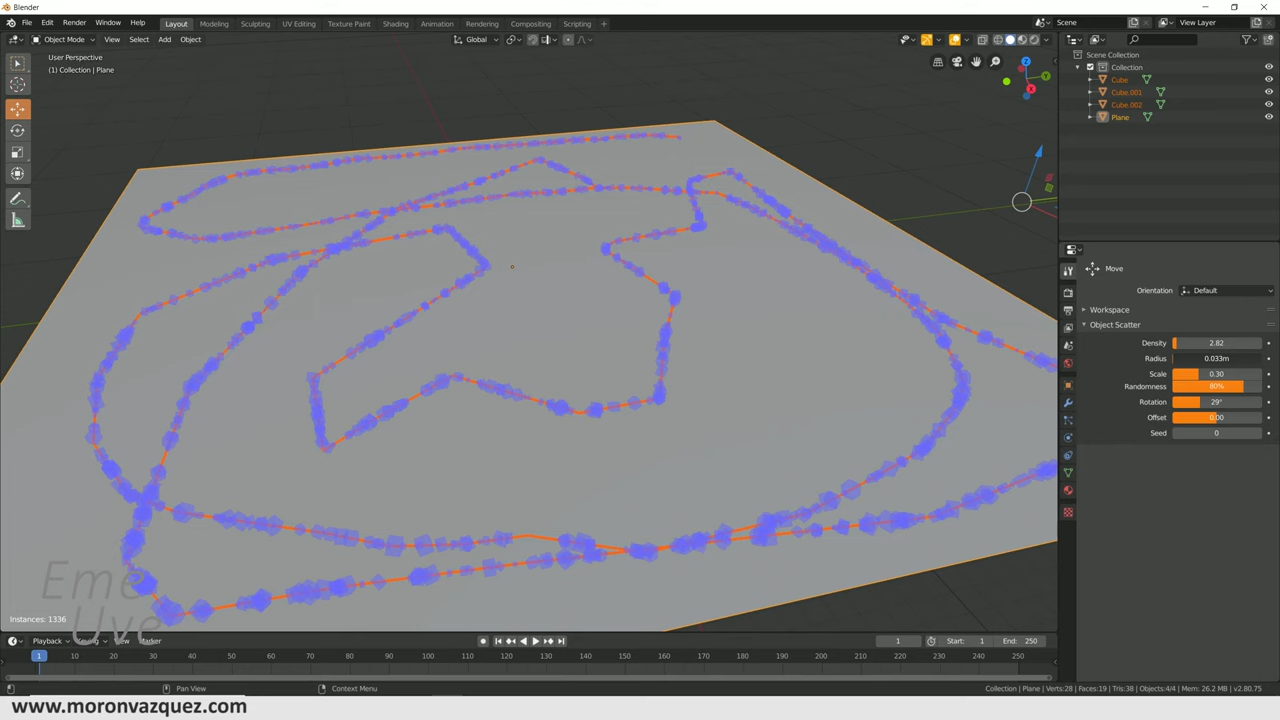 Blender
File Edit Render Window Help
Layout Modeling Sculpting UV Editing Texture Paint Shading Animation Rendering Compositing Scripting +
Scene
View Layer
Object Mode View Select Add Object
Global
User Perspective
(1) Collection | Plane
Scene Collection
Collection
Cube
Cube.001
Cube.002
Plane
Move
Orientation: Default
Workspace
Object Scatter
Density 2.82
Radius 0.033m
Scale 0.30
Randomness 80%
Rotation 29°
Offset 0.00
Seed 0
Eme
Uve
Instances: 1336
Playback Keying View Marker
1 Start: 1 End: 250
1 10 20 30 40 50 60 70 80 90 100 110 120 130 140 150 160 170 180 190 200 210 220 230 240 250
Pan View
Context Menu
Collection | Plane | Verts:28 | Faces:19 | Tris:38 | Objects:4/4 | Mem: 26.2 MB | v2.80.75
www.moronvazquez.com